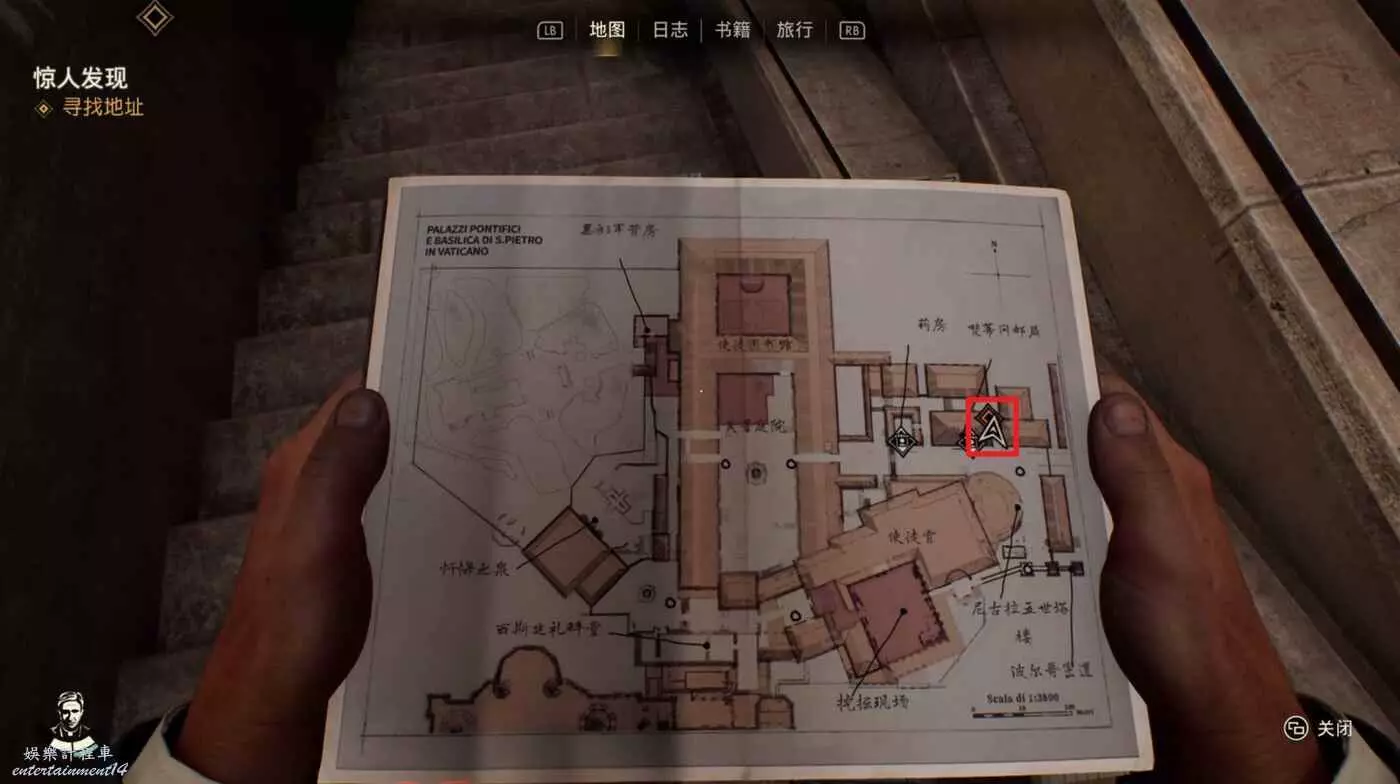 LB 地图 日志 书籍 旅行 RB
惊人发现
寻找地址
PALAZZI PONTIFICI
E BASILICA DI S.PIETRO
IN VATICANO
N
药房
梵蒂冈邮局
使徒图书馆
使徒宫
忏悔之泉
西斯廷礼拜堂
尼古拉五世塔
楼
波尔哥密道
挖掘现场
Scala di 1:3800
关闭
娛樂計程車
entertainment14